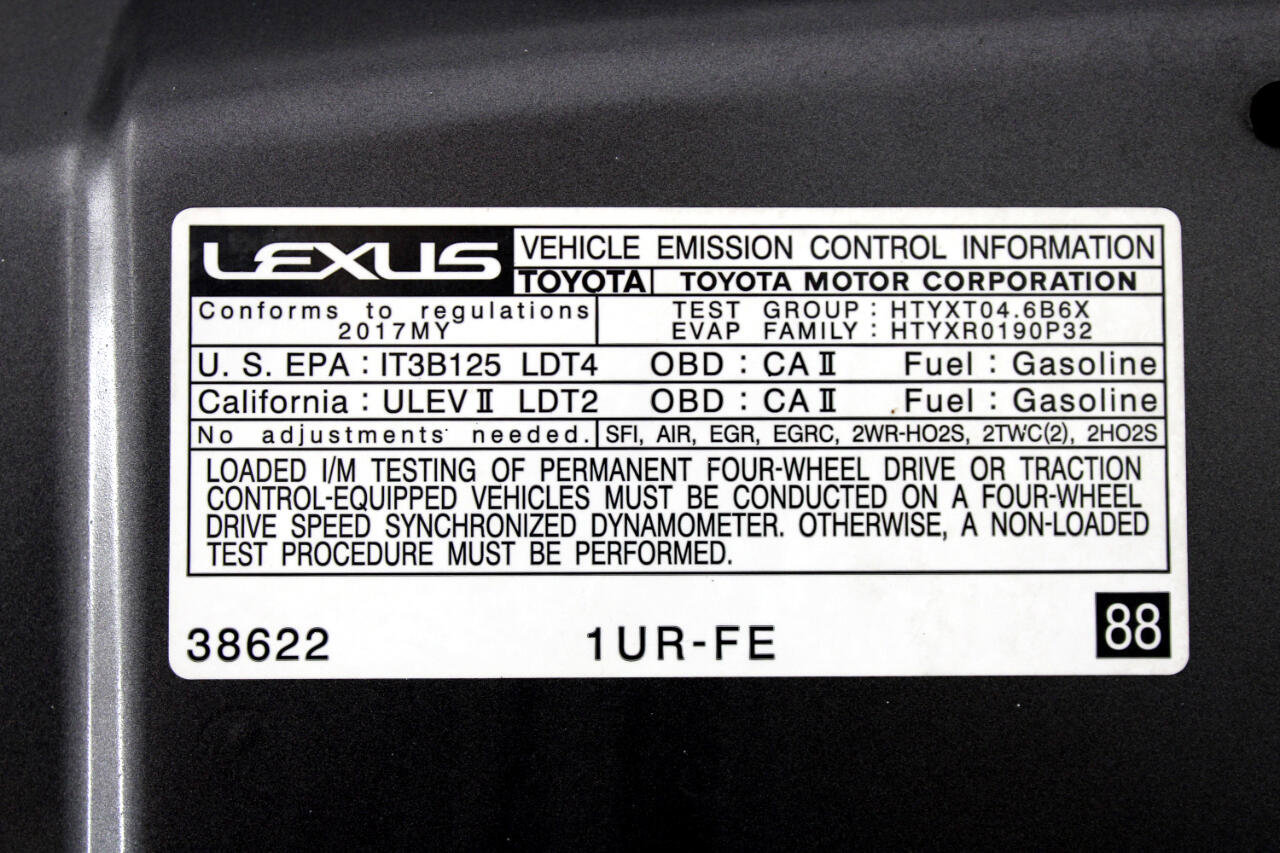 LEXUS VEHICLE EMISSION CONTROL INFORMATION
TOYOTA TOYOTA MOTOR CORPORATION
Conforms to regulations
2017MY
TEST GROUP : HTYXT04.6B6X
EVAP FAMILY : HTYXR0190P32
U. S. EPA : IT3B125 LDT4 OBD : CA II Fuel : Gasoline
California : ULEV II LDT2 OBD : CA II Fuel : Gasoline
No adjustments needed. SFI, AIR, EGR, EGRC, 2WR-HO2S, 2TWC(2), 2HO2S
LOADED I/M TESTING OF PERMANENT FOUR-WHEEL DRIVE OR TRACTION
CONTROL-EQUIPPED VEHICLES MUST BE CONDUCTED ON A FOUR-WHEEL
DRIVE SPEED SYNCHRONIZED DYNAMOMETER. OTHERWISE, A NON-LOADED
TEST PROCEDURE MUST BE PERFORMED.
38622 1UR-FE 88